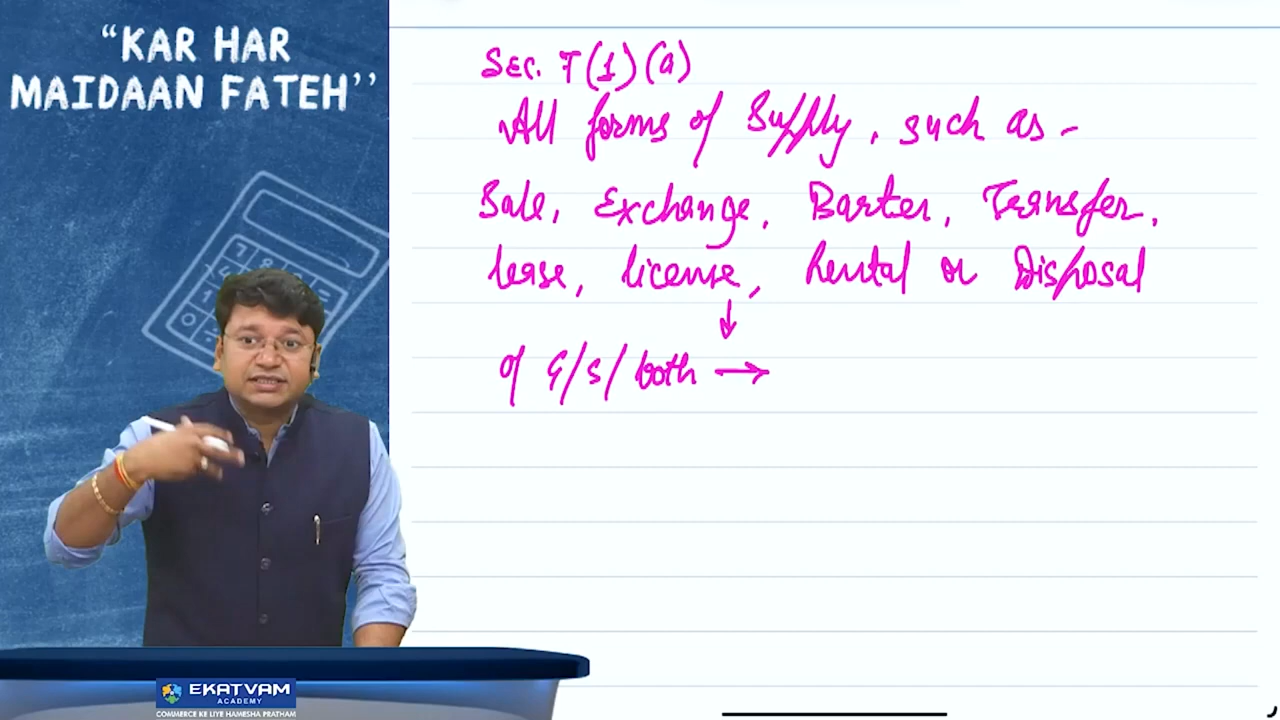 “KAR HAR
MAIDAAN FATEH’’
Sec. 7(1)(a)
All forms of Supply, such as -
Sale, Exchange, Barter, Transfer,
lease, license, Rental or Disposal
↓
of G/S/both →
EKATVAM
ACADEMY
COMMERCE KE LIYE HAMESHA PRATHAM